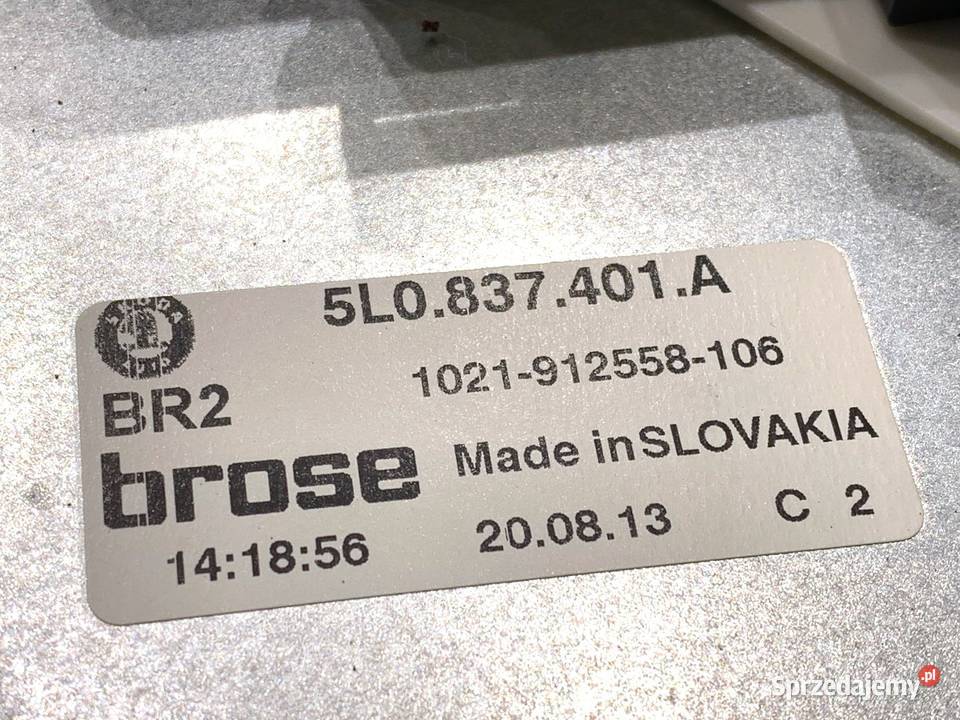 5L0.837.401.A
1021-912558-106
BR2
brose
Made in SLOVAKIA
14:18:56
20.08.13
C 2
Sprzedajemy.pl